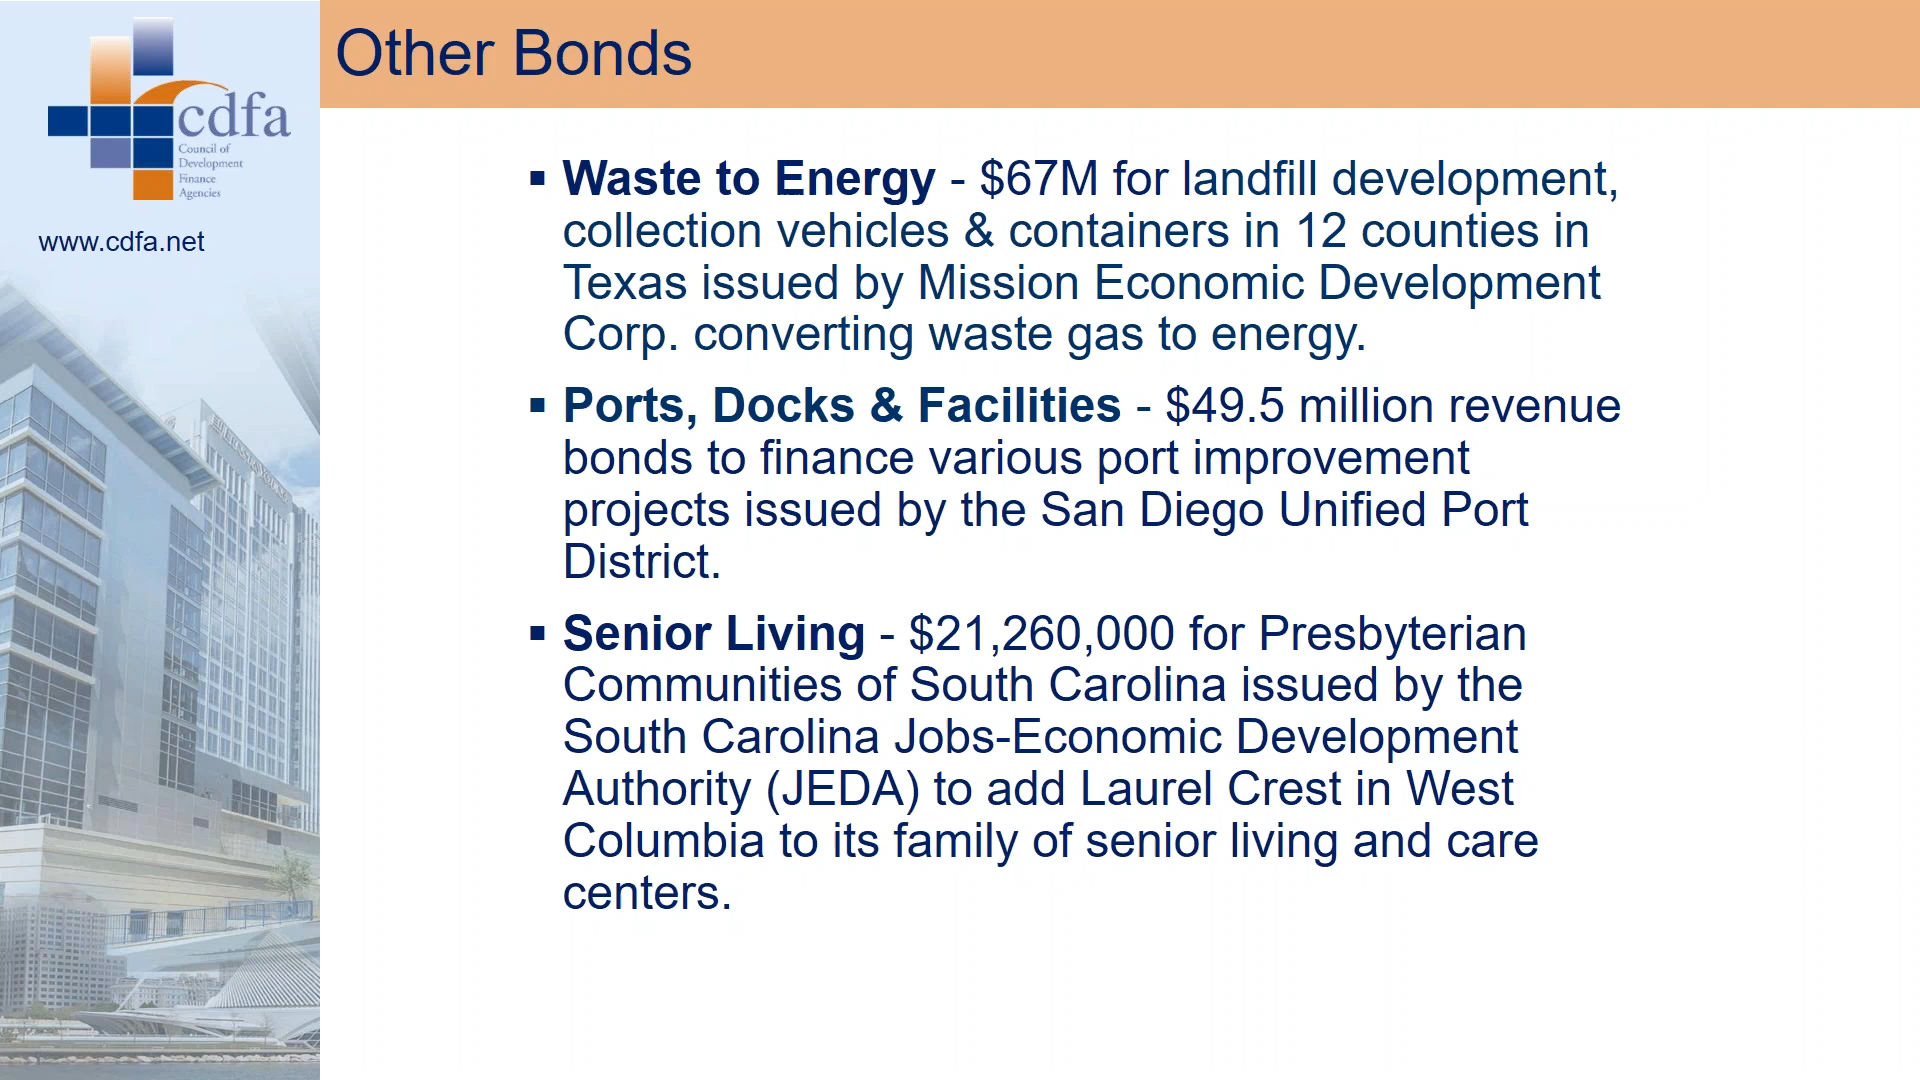 cdfa
Council of
Development
Finance
Agencies
www.cdfa.net
Other Bonds
▪ Waste to Energy - $67M for landfill development,
collection vehicles & containers in 12 counties in
Texas issued by Mission Economic Development
Corp. converting waste gas to energy.
▪ Ports, Docks & Facilities - $49.5 million revenue
bonds to finance various port improvement
projects issued by the San Diego Unified Port
District.
▪ Senior Living - $21,260,000 for Presbyterian
Communities of South Carolina issued by the
South Carolina Jobs-Economic Development
Authority (JEDA) to add Laurel Crest in West
Columbia to its family of senior living and care
centers.